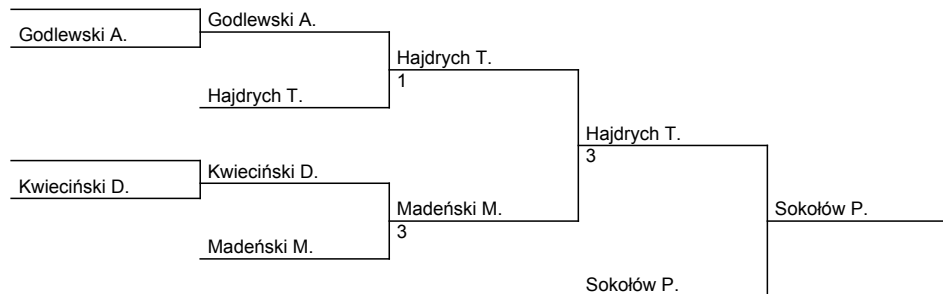 Godlewski A.
Godlewski A.
Hajdrych T.
1
Hajdrych T.
Hajdrych T.
3
Kwieciński D.
Kwieciński D.
Madeński M.
3
Sokołów P.
Madeński M.
Sokołów P.